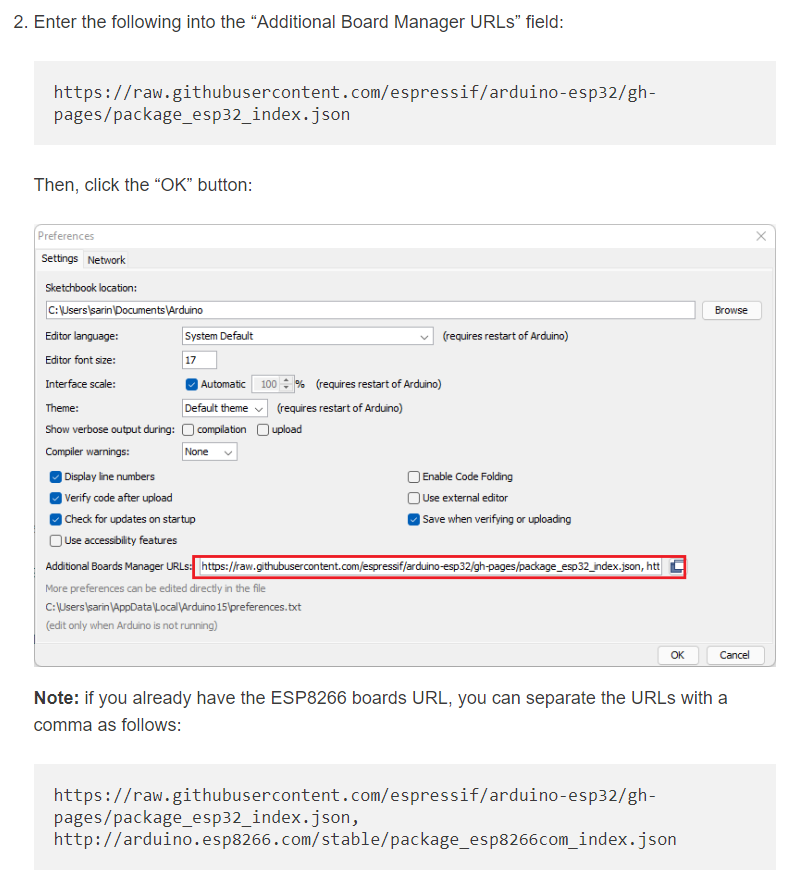 2. Enter the following into the “Additional Board Manager URLs” field:
https://raw.githubusercontent.com/espressif/arduino-esp32/gh-
pages/package_esp32_index.json
Then, click the “OK” button:
Preferences
Settings Network
Sketchbook location:
C:\Users\sarin\Documents\Arduino Browse
Editor language: System Default (requires restart of Arduino)
Editor font size: 17
Interface scale: Automatic 100 % (requires restart of Arduino)
Theme: Default theme (requires restart of Arduino)
Show verbose output during: compilation upload
Compiler warnings: None
Display line numbers Enable Code Folding
Verify code after upload Use external editor
Check for updates on startup Save when verifying or uploading
Use accessibility features
Additional Boards Manager URLs: https://raw.githubusercontent.com/espressif/arduino-esp32/gh-pages/package_esp32_index.json, htt
More preferences can be edited directly in the file
C:\Users\sarin\AppData\Local\Arduino15\preferences.txt
(edit only when Arduino is not running)
OK Cancel
Note: if you already have the ESP8266 boards URL, you can separate the URLs with a
comma as follows:
https://raw.githubusercontent.com/espressif/arduino-esp32/gh-
pages/package_esp32_index.json,
http://arduino.esp8266.com/stable/package_esp8266com_index.json